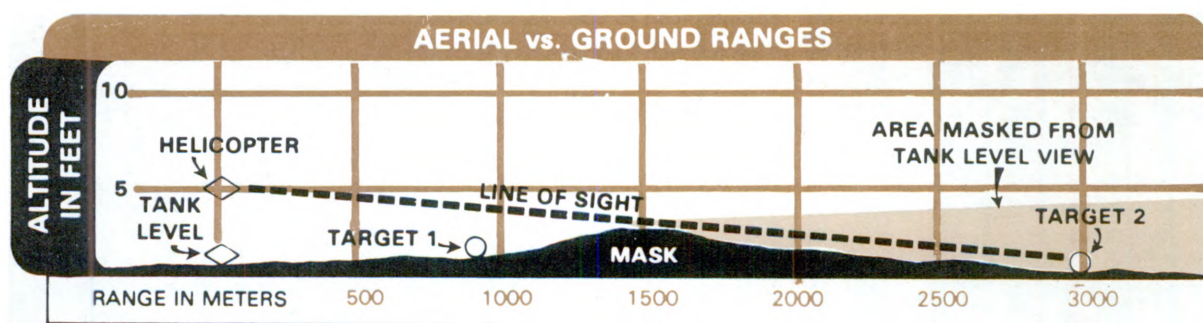 AERIAL vs. GROUND RANGES
ALTITUDE
IN FEET
10
HELICOPTER
5
TANK
LEVEL
TARGET 1
LINE OF SIGHT
MASK
AREA MASKED FROM
TANK LEVEL VIEW
TARGET 2
RANGE IN METERS 500 1000 1500 2000 2500 3000